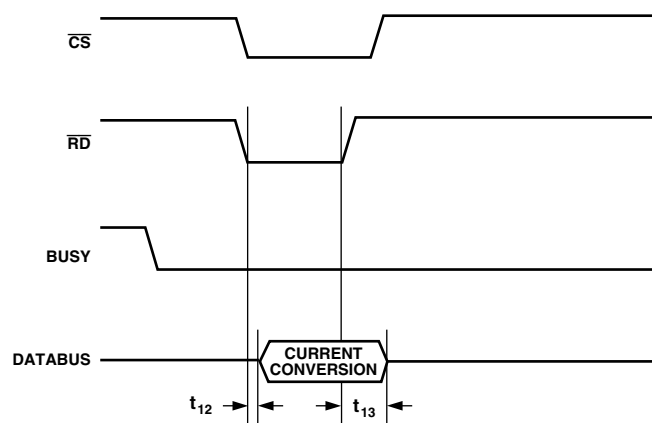 CS
RD
BUSY
DATABUS
CURRENT
CONVERSION
t12
t13